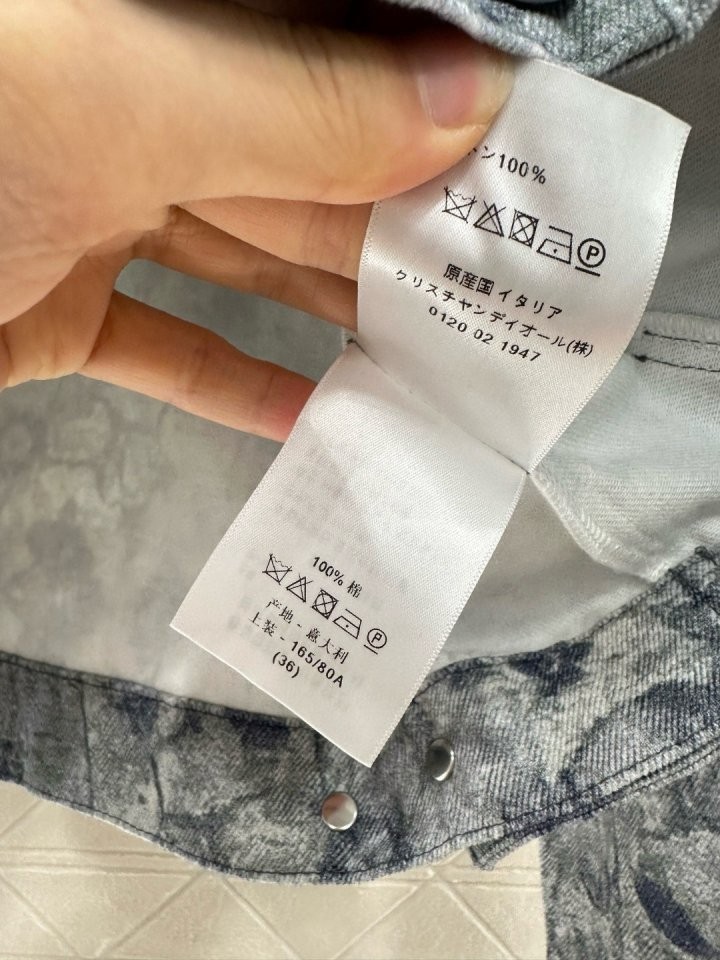 ン100%
P
原産国 イタリア
クリスチャンディオール(株)
0120 02 1947
100% 棉
P
产地 - 意大利
上装 - 165/80A
(36)